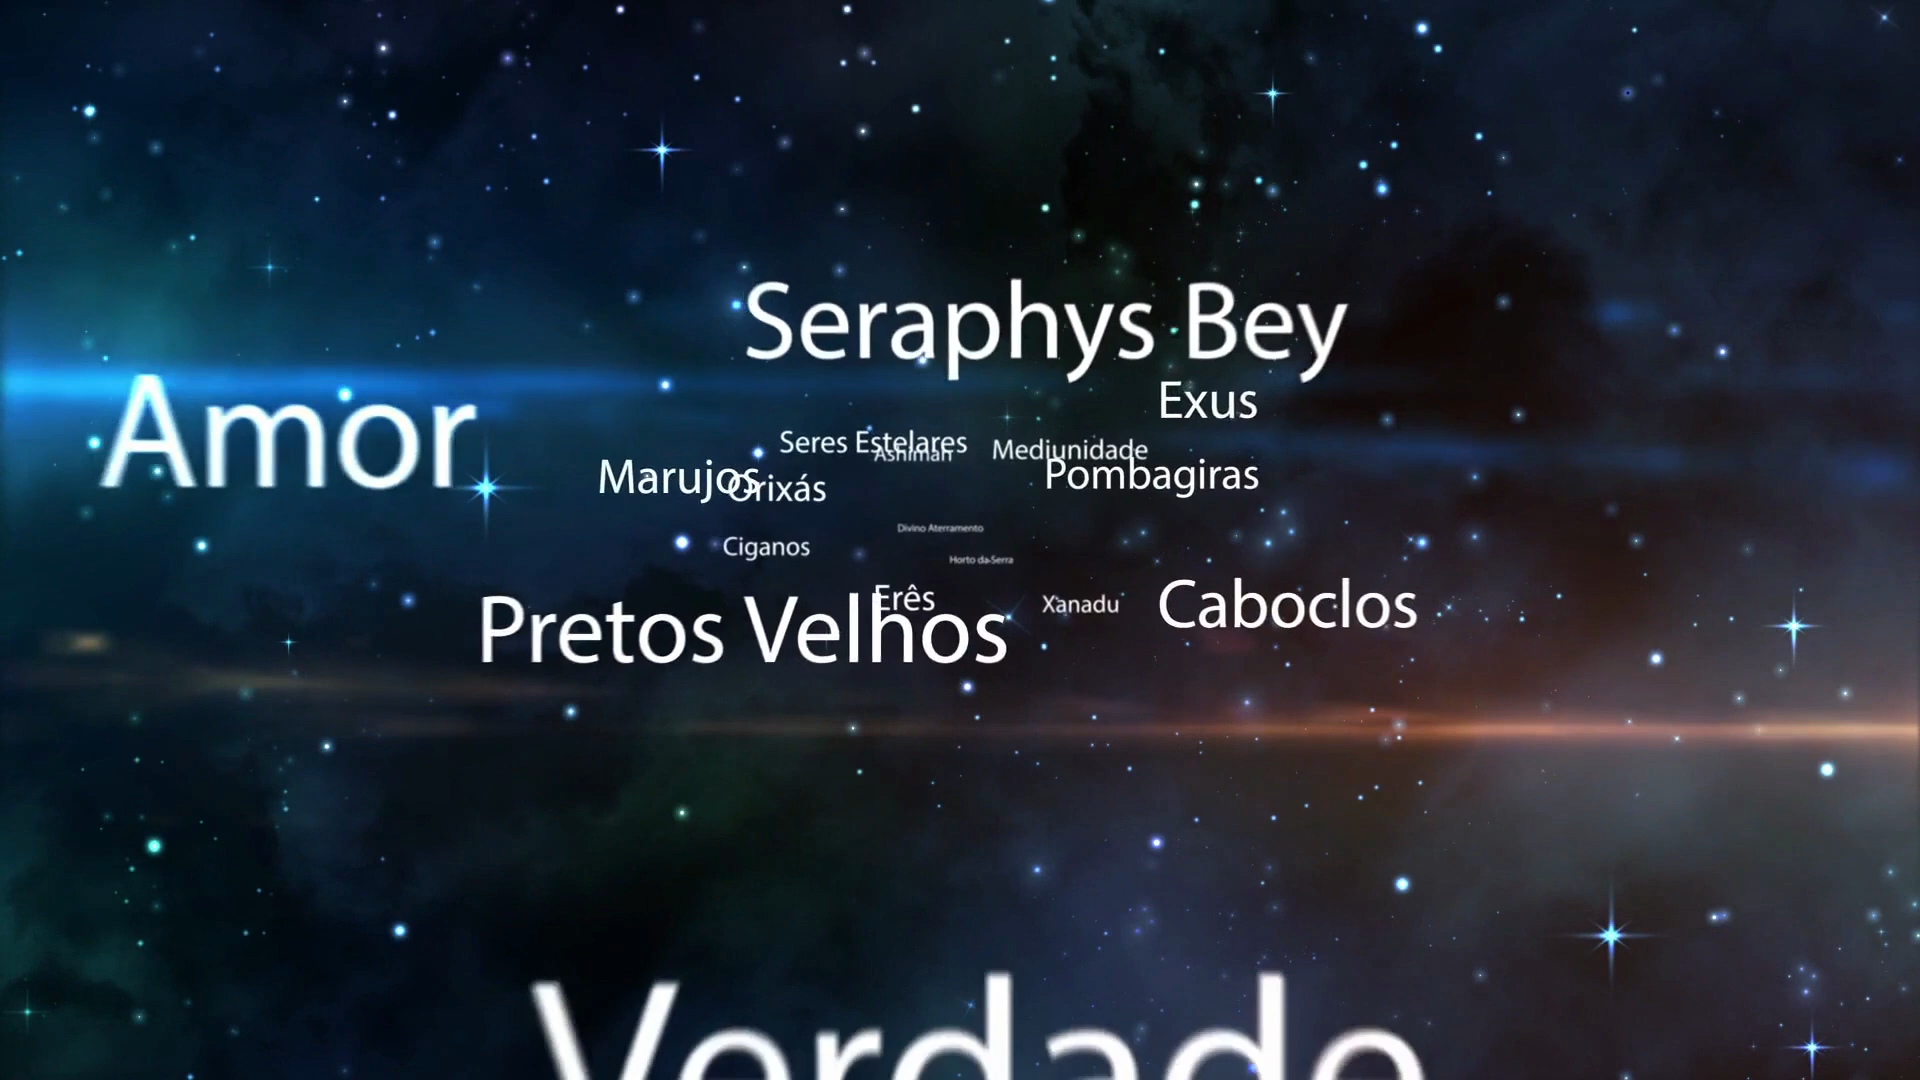 Seraphys Bey
Exus
Amor
Seres Estelares
Ashimah
Mediunidade
Marujos
Orixás
Pombagiras
Divino Aterramento
Ciganos
Horto da Serra
Erês
Xanadu
Caboclos
Pretos Velhos
Verdade